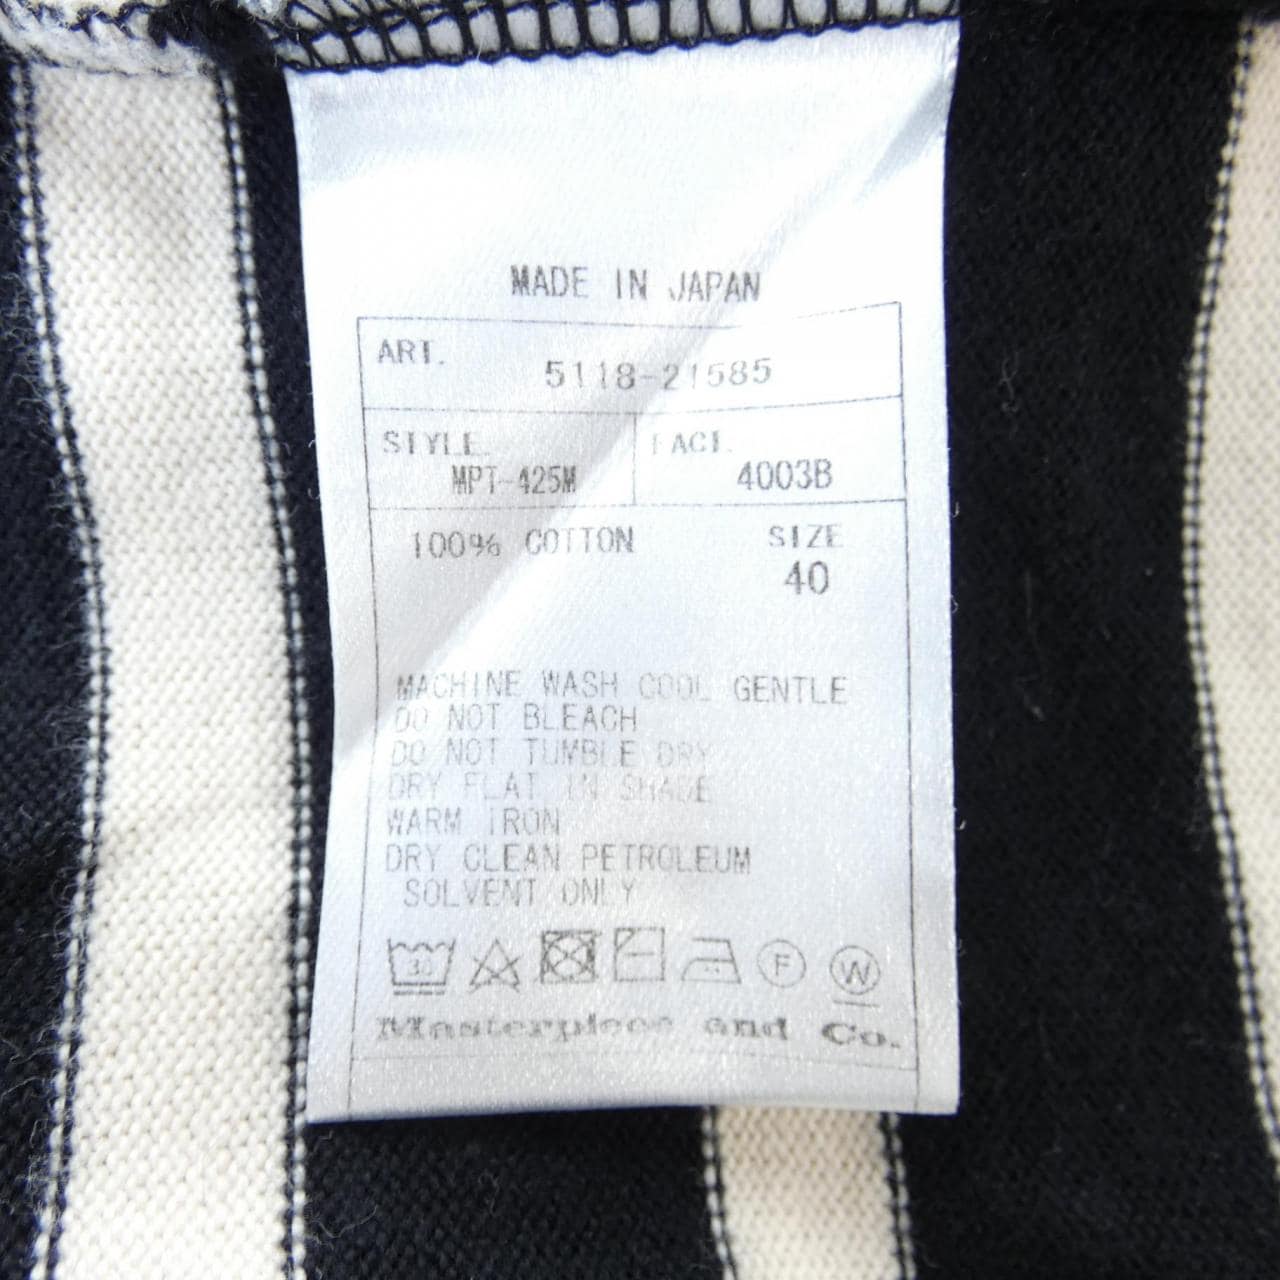 MADE IN JAPAN
ART.
5118-21585
STYLE. FACT.
MPT-425M 4003B
100% COTTON SIZE
40
MACHINE WASH COOL GENTLE
DO NOT BLEACH
DO NOT TUMBLE DRY
DRY FLAT IN SHADE
WARM IRON
DRY CLEAN PETROLEUM
SOLVENT ONLY
30 F W
Masterpiece and Co.